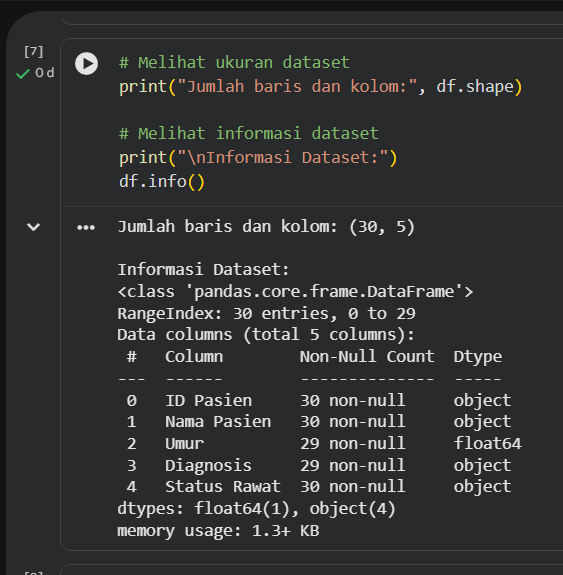 [7]
0 d
# Melihat ukuran dataset
print("Jumlah baris dan kolom:", df.shape)
# Melihat informasi dataset
print("\nInformasi Dataset:")
df.info()
Jumlah baris dan kolom: (30, 5)
Informasi Dataset:
<class 'pandas.core.frame.DataFrame'>
RangeIndex: 30 entries, 0 to 29
Data columns (total 5 columns):
 #   Column        Non-Null Count  Dtype
---  ------        --------------  -----
 0   ID Pasien     30 non-null     object
 1   Nama Pasien   30 non-null     object
 2   Umur          29 non-null     float64
 3   Diagnosis     29 non-null     object
 4   Status Rawat  30 non-null     object
dtypes: float64(1), object(4)
memory usage: 1.3+ KB